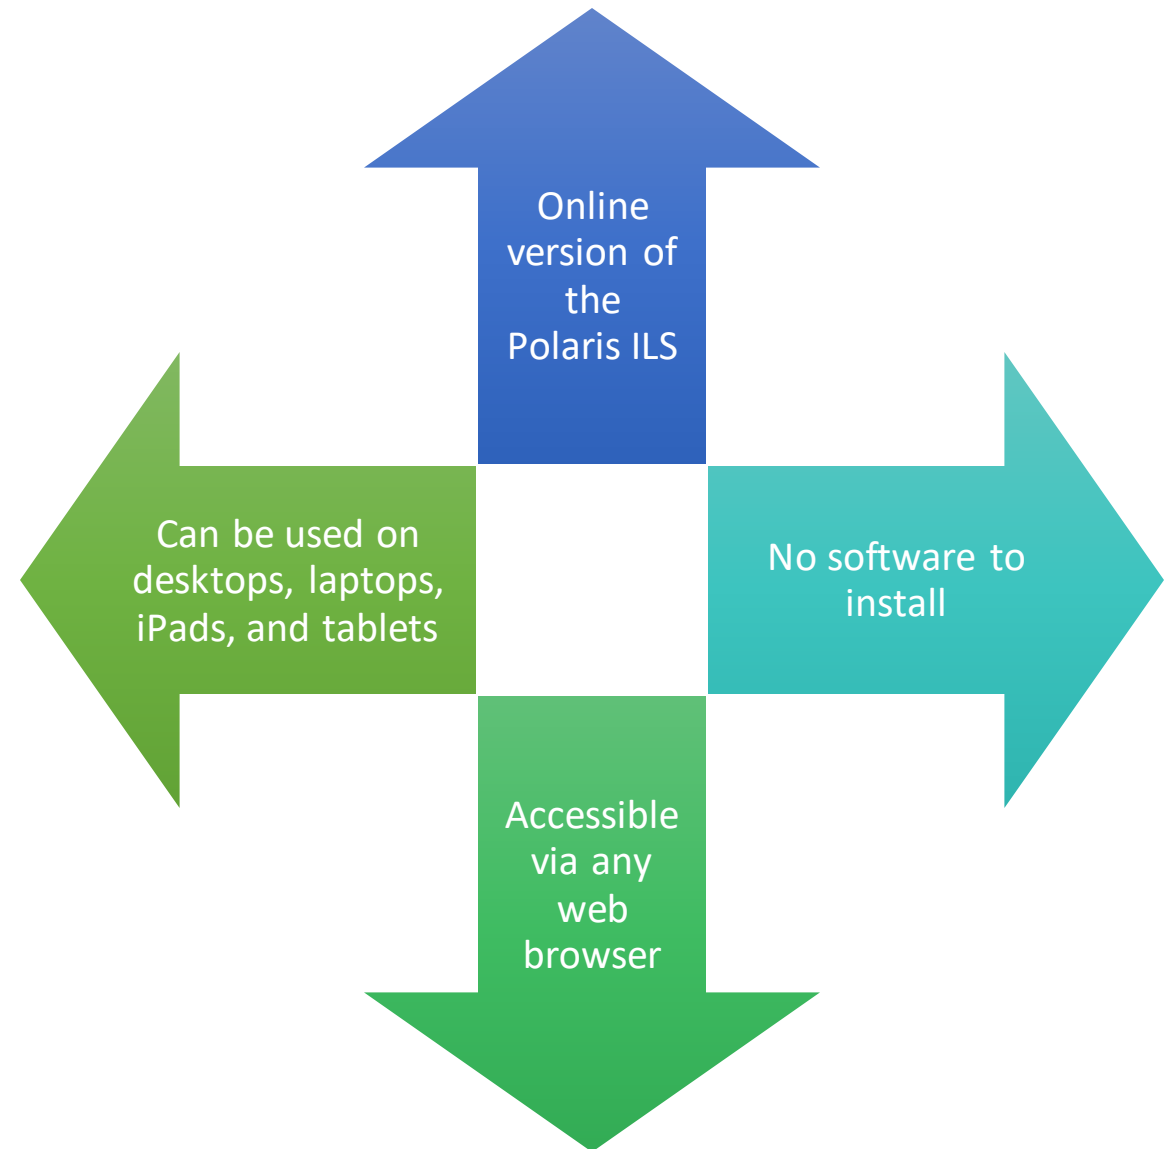 Online
version of
the
Polaris ILS
Can be used on
desktops, laptops,
iPads, and tablets
No software to
install
Accessible
via any
web
browser